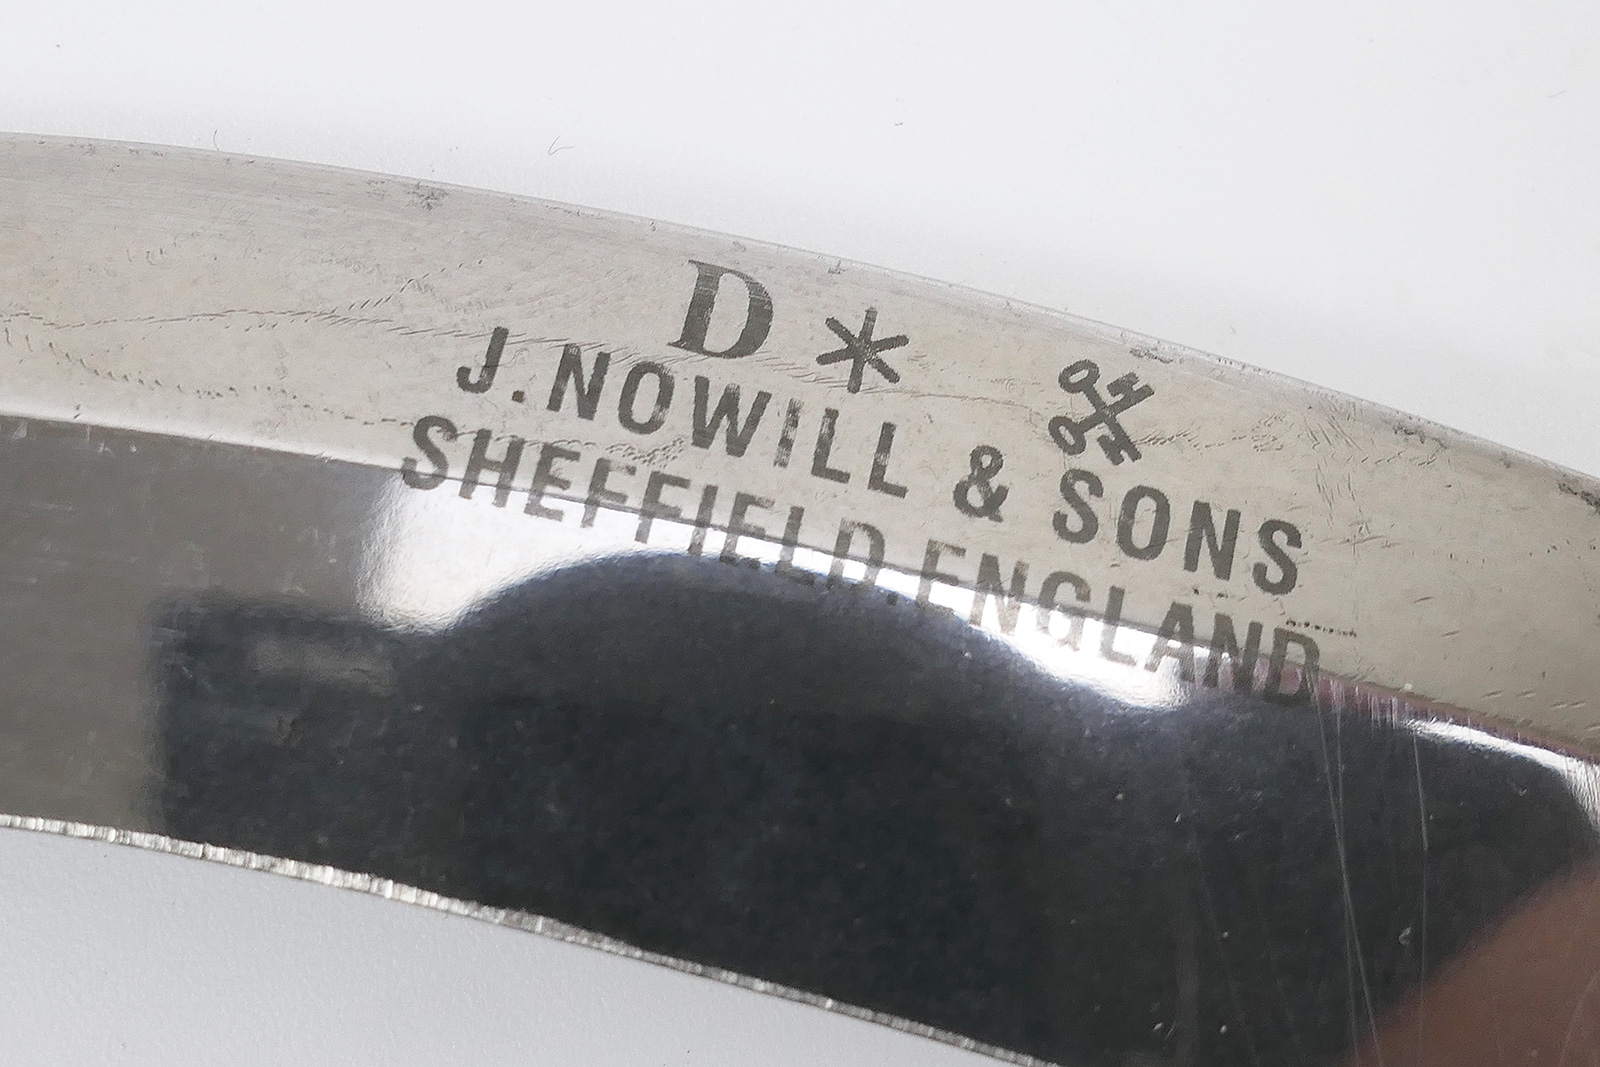 D *
J. NOWILL & SONS
SHEFFIELD. ENGLAND